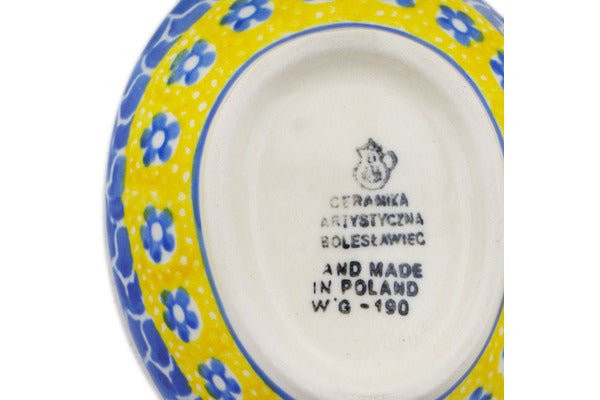 CERAMIKA
ARTYSTYCZNA
BOLESŁAWIEC
AND MADE
IN POLAND
W'G - 190